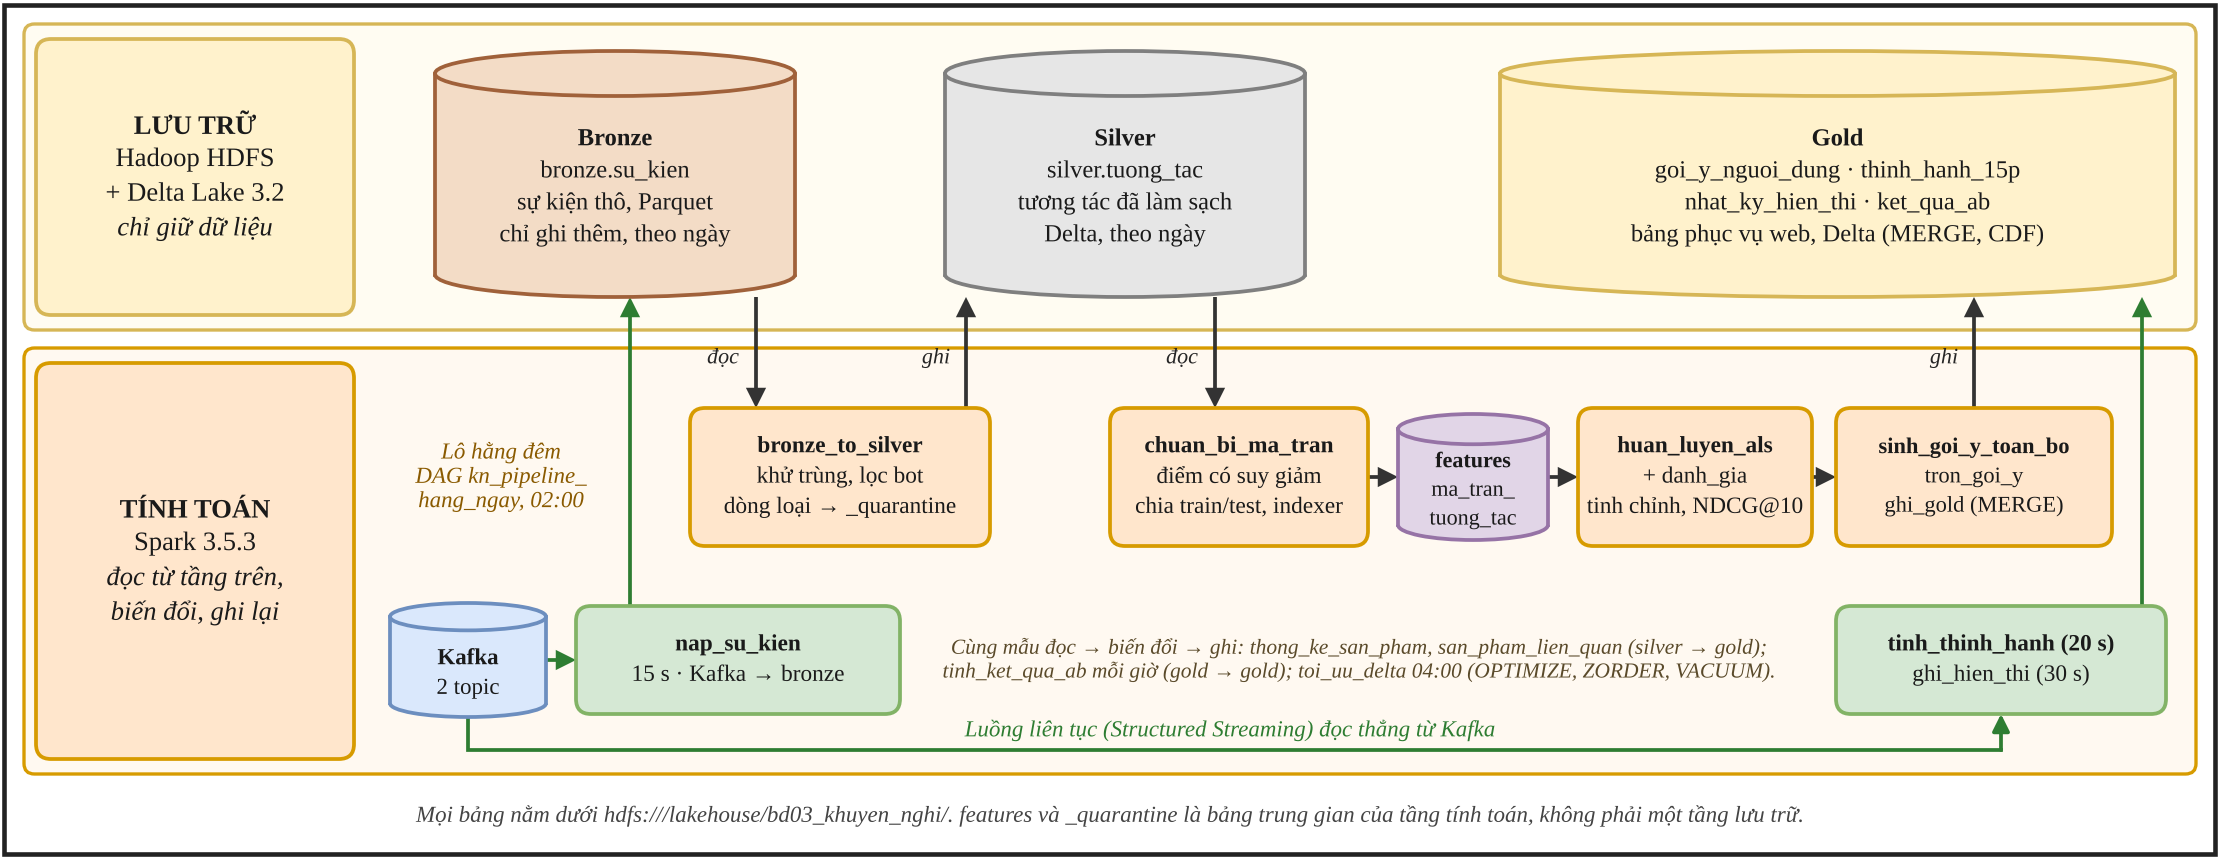 LƯU TRỮ
Hadoop HDFS
+ Delta Lake 3.2
chỉ giữ dữ liệu
Bronze
bronze.su_kien
sự kiện thô, Parquet
chỉ ghi thêm, theo ngày
Silver
silver.tuong_tac
tương tác đã làm sạch
Delta, theo ngày
Gold
goi_y_nguoi_dung · thinh_hanh_15p
nhat_ky_hien_thi · ket_qua_ab
bảng phục vụ web, Delta (MERGE, CDF)
đọc
ghi
đọc
ghi
TÍNH TOÁN
Spark 3.5.3
đọc từ tầng trên,
biến đổi, ghi lại
Lô hằng đêm
DAG kn_pipeline_
hang_ngay, 02:00
bronze_to_silver
khử trùng, lọc bot
dòng loại → _quarantine
chuan_bi_ma_tran
điểm có suy giảm
chia train/test, indexer
features
ma_tran_
tuong_tac
huan_luyen_als
+ danh_gia
tinh chỉnh, NDCG@10
sinh_goi_y_toan_bo
tron_goi_y
ghi_gold (MERGE)
Kafka
2 topic
nap_su_kien
15 s · Kafka → bronze
Cùng mẫu đọc → biến đổi → ghi: thong_ke_san_pham, san_pham_lien_quan (silver → gold);
tinh_ket_qua_ab mỗi giờ (gold → gold); toi_uu_delta 04:00 (OPTIMIZE, ZORDER, VACUUM).
tinh_thinh_hanh (20 s)
ghi_hien_thi (30 s)
Luồng liên tục (Structured Streaming) đọc thẳng từ Kafka
Mọi bảng nằm dưới hdfs:///lakehouse/bd03_khuyen_nghi/. features và _quarantine là bảng trung gian của tầng tính toán, không phải một tầng lưu trữ.